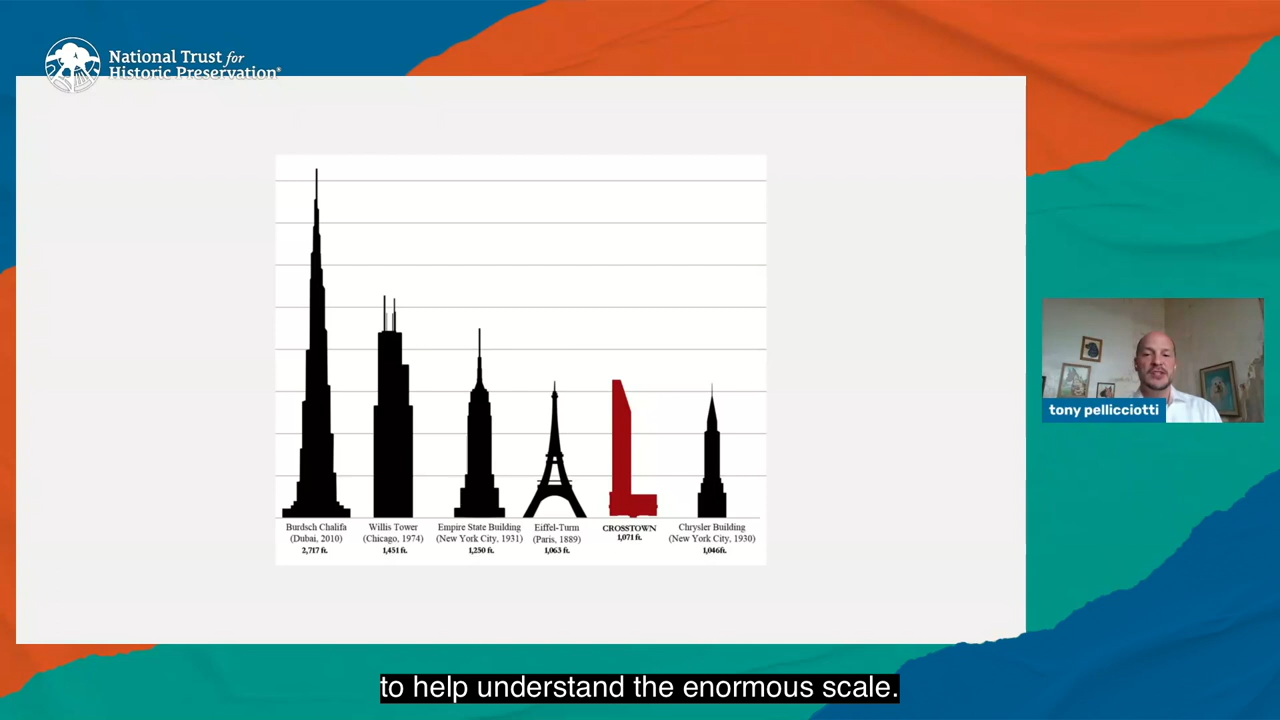 National Trust for
Historic Preservation®
Burdsch Chalifa
(Dubai, 2010)
2,717 ft.
Willis Tower
(Chicago, 1974)
1,451 ft.
Empire State Building
(New York City, 1931)
1,250 ft.
Eiffel-Turm
(Paris, 1889)
1,063 ft.
CROSSTOWN
1,071 ft.
Chrysler Building
(New York City, 1930)
1,046ft.
tony pellicciotti
to help understand the enormous scale.